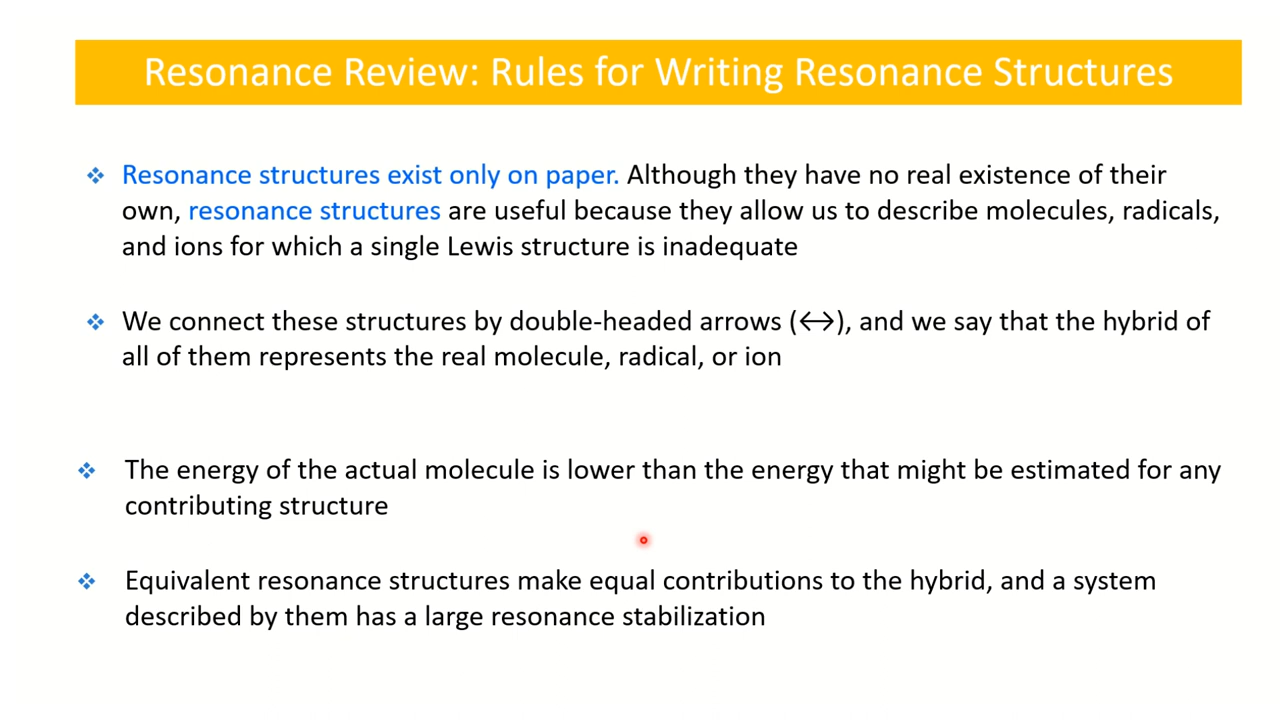 Resonance Review: Rules for Writing Resonance Structures
❖ Resonance structures exist only on paper. Although they have no real existence of their
own, resonance structures are useful because they allow us to describe molecules, radicals,
and ions for which a single Lewis structure is inadequate
❖ We connect these structures by double-headed arrows (↔), and we say that the hybrid of
all of them represents the real molecule, radical, or ion
❖ The energy of the actual molecule is lower than the energy that might be estimated for any
contributing structure
❖ Equivalent resonance structures make equal contributions to the hybrid, and a system
described by them has a large resonance stabilization